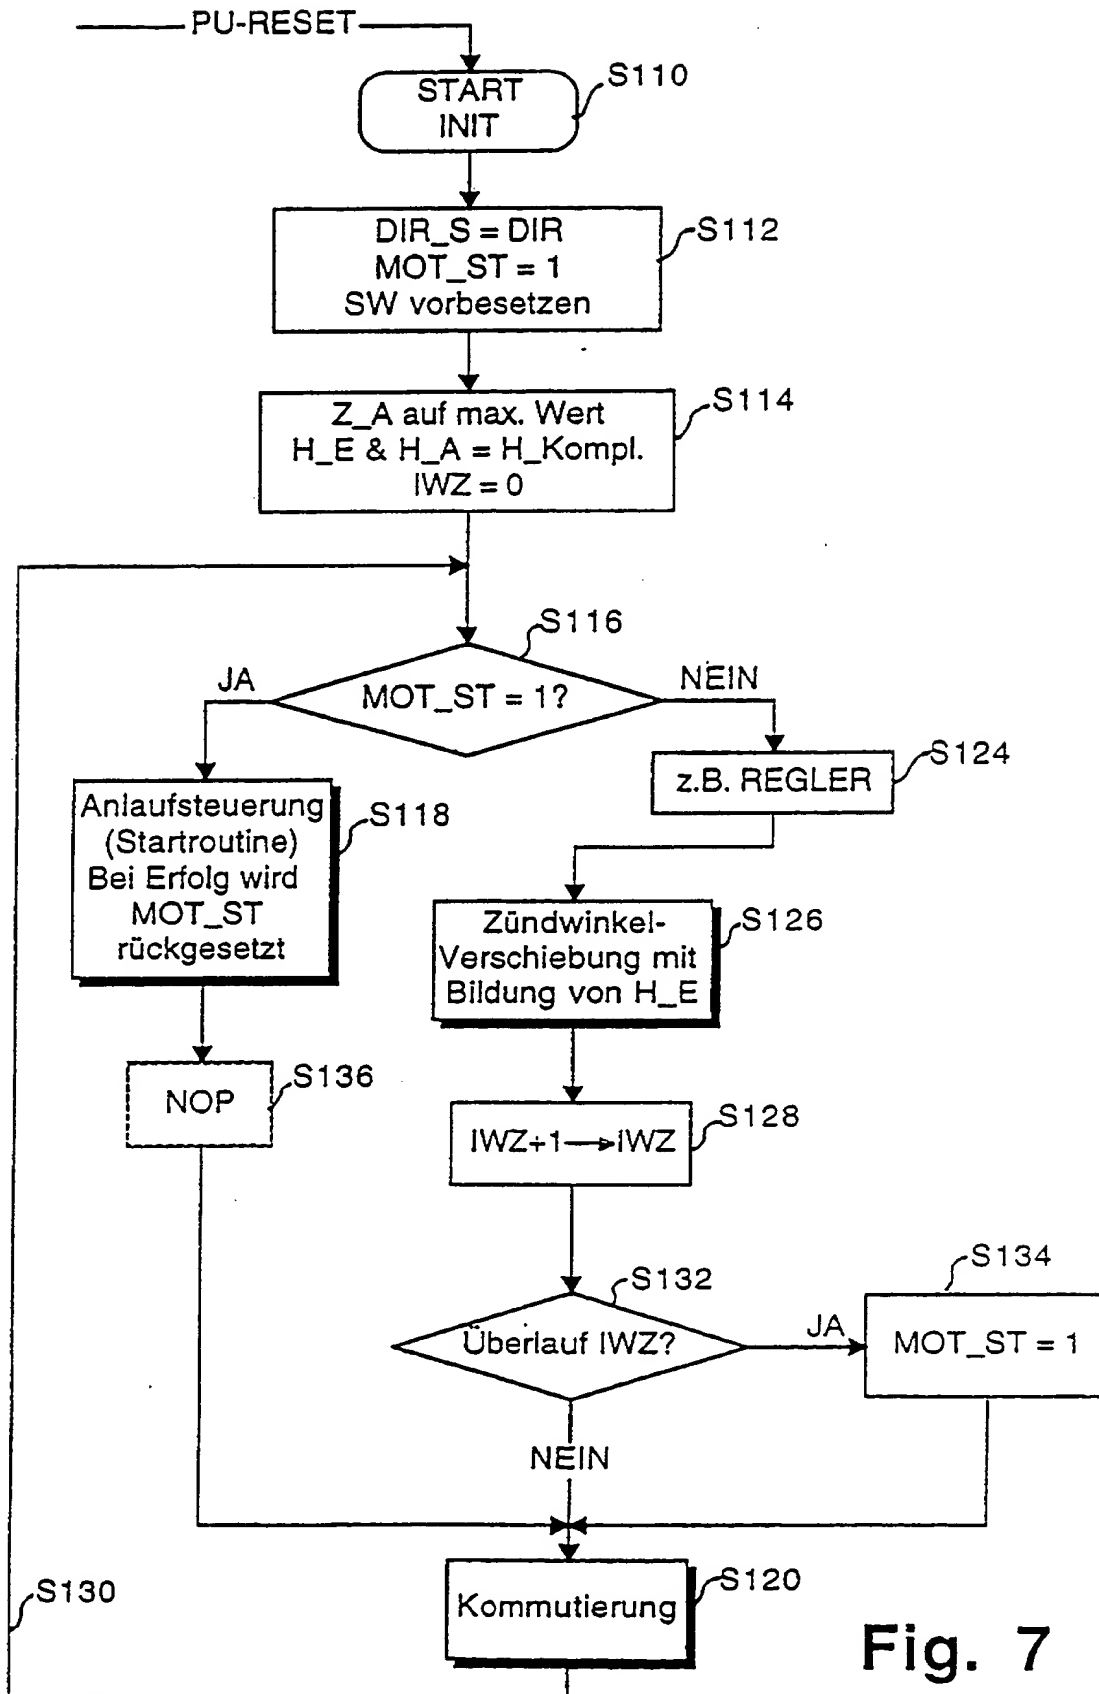 PU-RESET
START
INIT
S110
DIR_S = DIR
MOT_ST = 1
SW vorbesetzen
S112
Z_A auf max. Wert
H_E & H_A = H_Kompl.
IWZ = 0
S114
S116
MOT_ST = 1?
JA
NEIN
Anlaufsteuerung
(Startroutine)
Bei Erfolg wird
MOT_ST
rückgesetzt
S118
z.B. REGLER
S124
Zündwinkel-
Verschiebung mit
Bildung von H_E
S126
NOP
S136
IWZ+1→IWZ
S128
S132
Überlauf IWZ?
JA
S134
MOT_ST = 1
NEIN
S130
Kommutierung
S120
Fig. 7